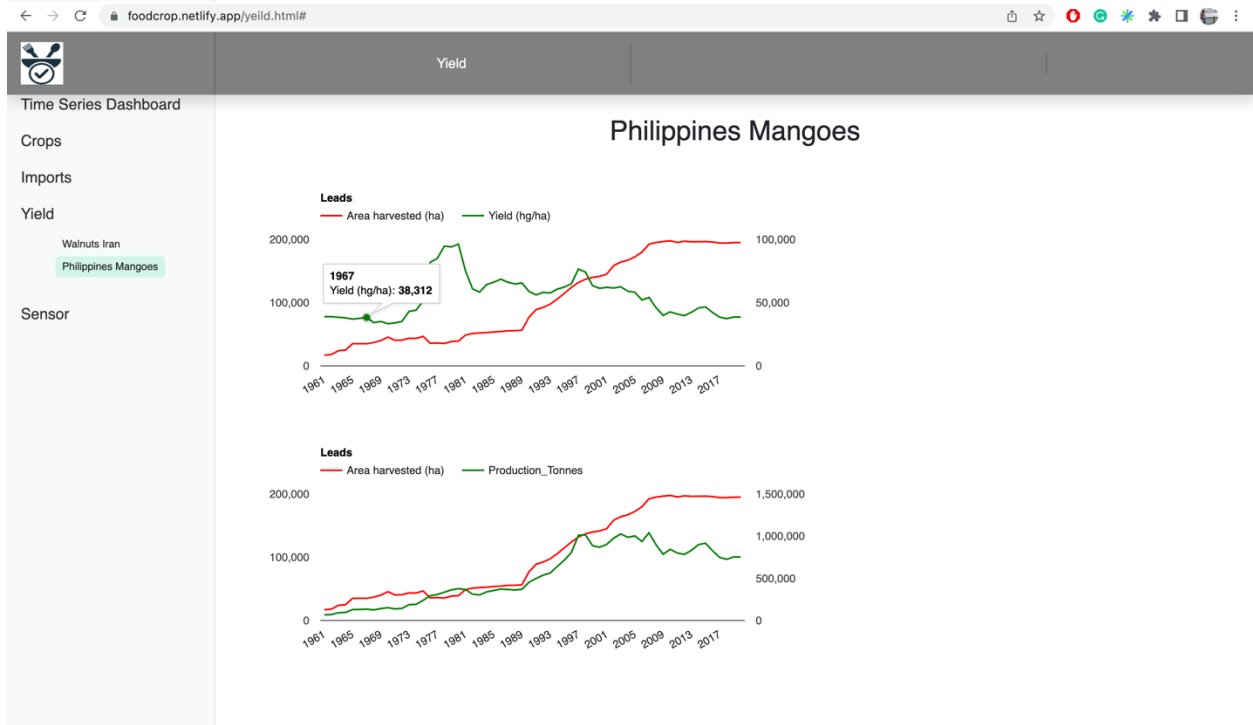 foodcrop.netlify.app/yeild.html#
Yield
Time Series Dashboard
Crops
Imports
Yield
Walnuts Iran
Philippines Mangoes
Sensor
Philippines Mangoes
Leads
Area harvested (ha) Yield (hg/ha)
200,000 100,000
1967
Yield (hg/ha): 38,312
100,000 50,000
0 0
1961 1965 1969 1973 1977 1981 1985 1989 1993 1997 2001 2005 2009 2013 2017
Leads
Area harvested (ha) Production_Tonnes
200,000 1,500,000
1,000,000
100,000
500,000
0 0
1961 1965 1969 1973 1977 1981 1985 1989 1993 1997 2001 2005 2009 2013 2017